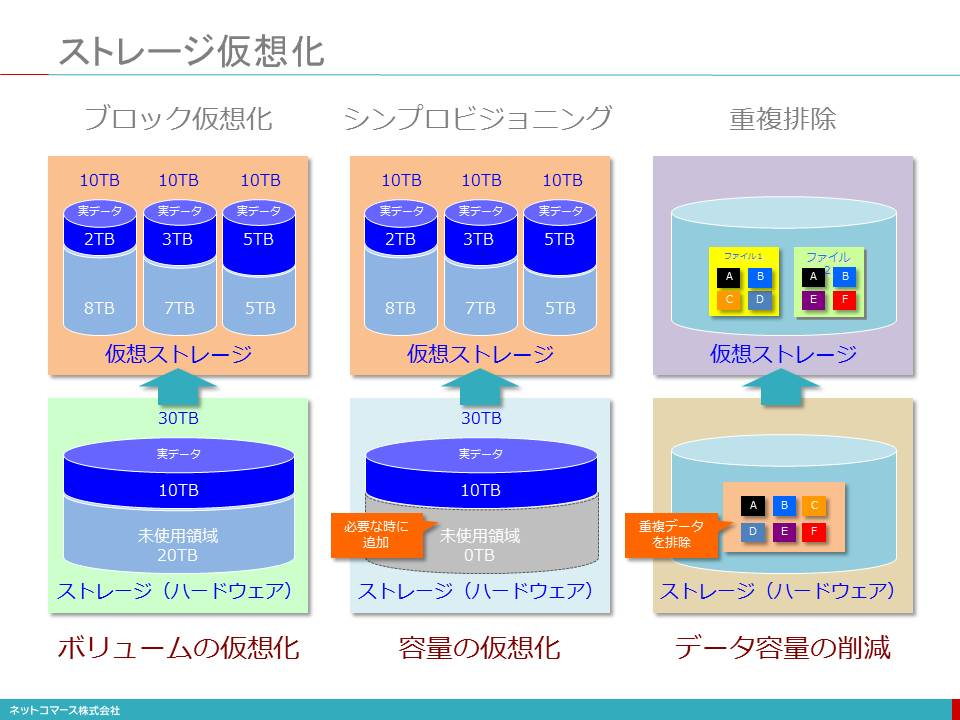 ストレージ仮想化
ブロック仮想化
10TB 10TB 10TB
実データ 実データ 実データ
2TB 3TB 5TB
8TB 7TB 5TB
仮想ストレージ
30TB
実データ
10TB
未使用領域
20TB
ストレージ（ハードウェア）
ボリュームの仮想化
シンプロビジョニング
10TB 10TB 10TB
実データ 実データ 実データ
2TB 3TB 5TB
8TB 7TB 5TB
仮想ストレージ
30TB
実データ
10TB
必要な時に
追加
未使用領域
0TB
ストレージ（ハードウェア）
容量の仮想化
重複排除
ファイル1
A B
C D
ファイル
2
A B
E F
仮想ストレージ
A B C
D E F
重複データ
を排除
ストレージ（ハードウェア）
データ容量の削減
ネットコマース株式会社